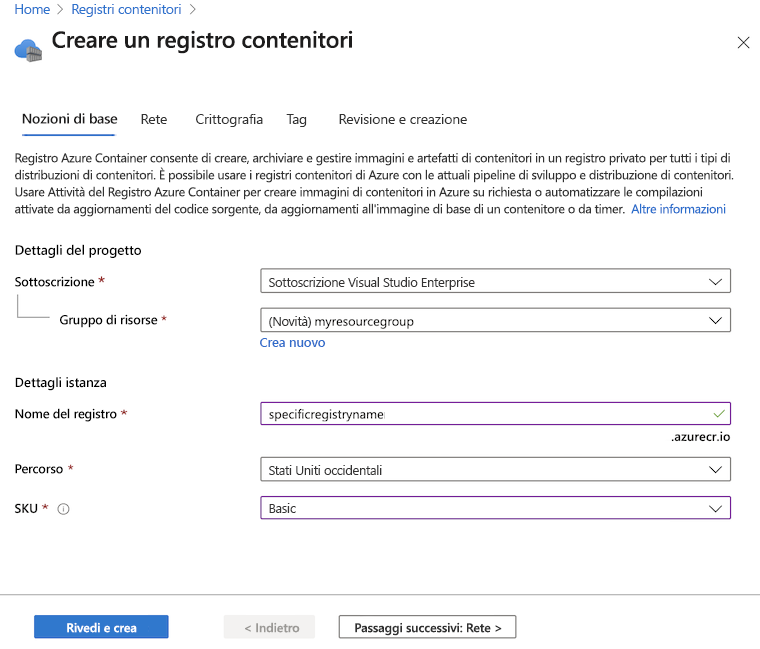 Home > Registri contenitori >
Creare un registro contenitori
Nozioni di base Rete Crittografia Tag Revisione e creazione
Registro Azure Container consente di creare, archiviare e gestire immagini e artefatti di contenitori in un registro privato per tutti i tipi di
distribuzioni di contenitori. È possibile usare i registri contenitori di Azure con le attuali pipeline di sviluppo e distribuzione di contenitori.
Usare Attività del Registro Azure Container per creare immagini di contenitori in Azure su richiesta o automatizzare le compilazioni
attivate da aggiornamenti del codice sorgente, da aggiornamenti all'immagine di base di un contenitore o da timer. Altre informazioni
Dettagli del progetto
Sottoscrizione * Sottoscrizione Visual Studio Enterprise
Gruppo di risorse * (Novità) myresourcegroup
Crea nuovo
Dettagli istanza
Nome del registro * specificregistryname
.azurecr.io
Percorso * Stati Uniti occidentali
SKU * Basic
Rivedi e crea < Indietro Passaggi successivi: Rete >